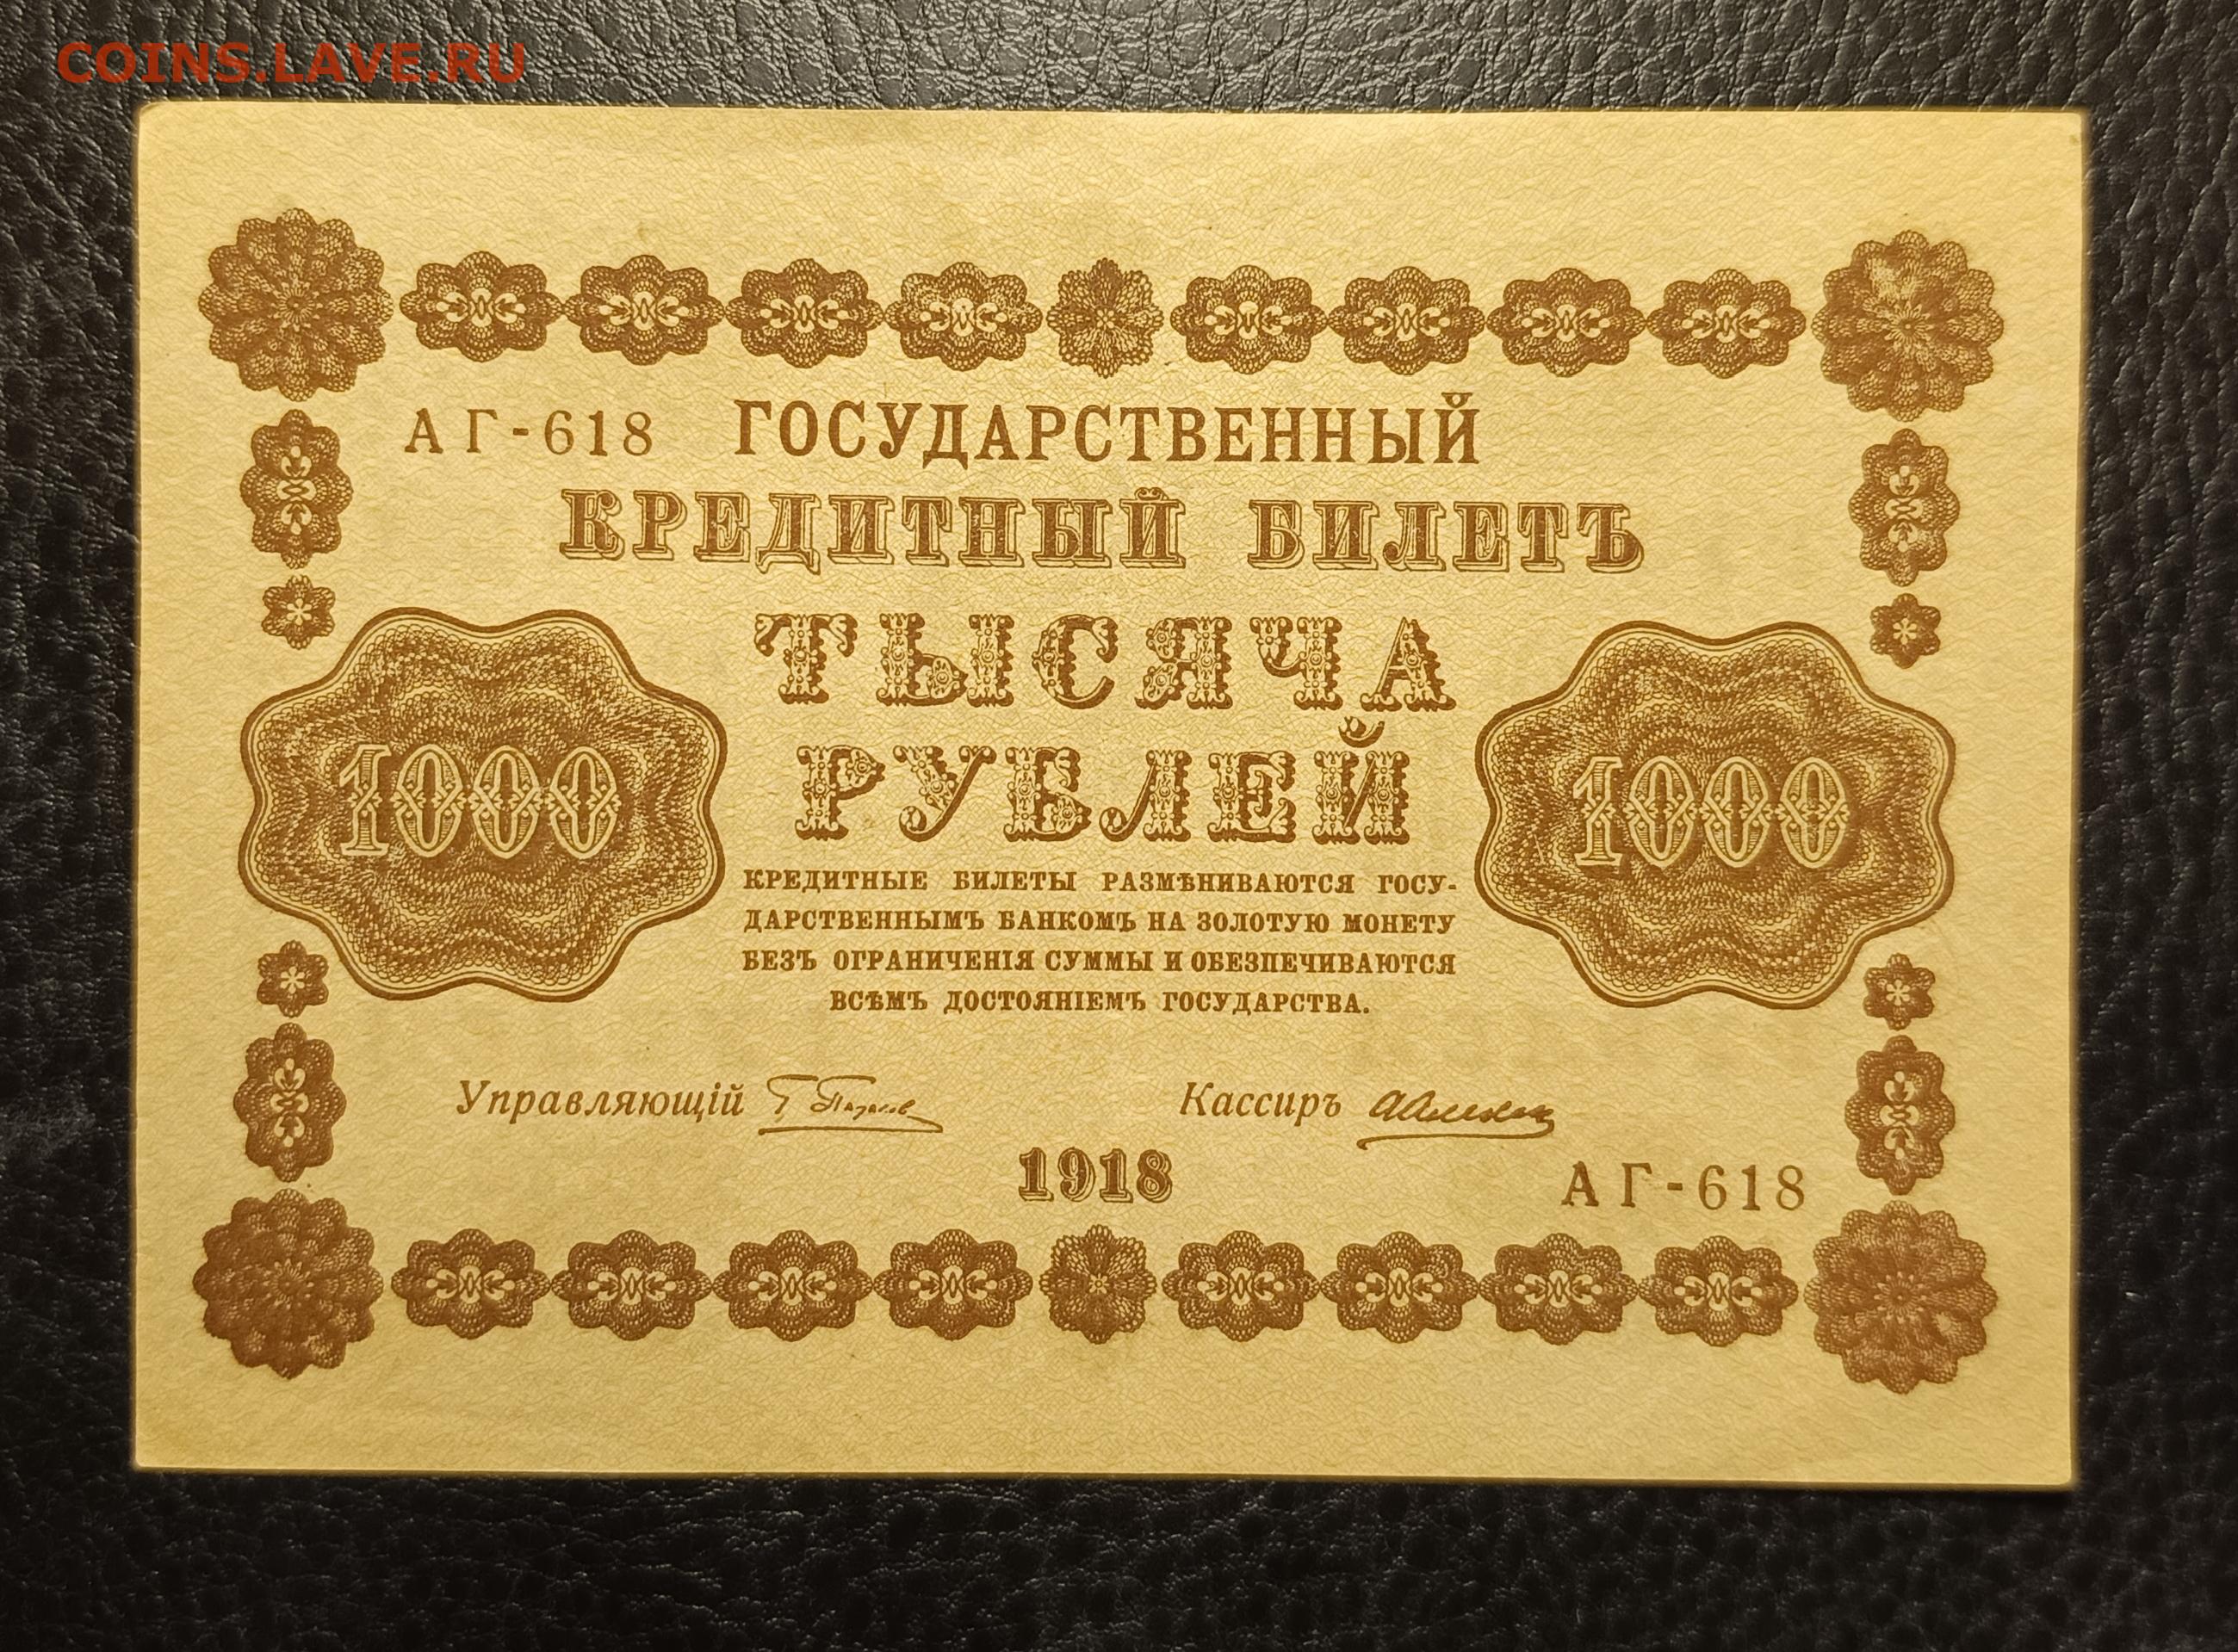 COINS.LAVE.RU
АГ-618 ГОСУДАРСТВЕННЫЙ
КРЕДИТНЫЙ БИЛЕТЪ
ТЫСЯЧА
РУБЛЕЙ
1000
1000
КРЕДИТНЫЕ БИЛЕТЫ РАЗМѢНИВАЮТСЯ ГОСУ-
ДАРСТВЕННЫМЪ БАНКОМЪ НА ЗОЛОТУЮ МОНЕТУ
БЕЗЪ ОГРАНИЧЕНІЯ СУММЫ И ОБЕЗПЕЧИВАЮТСЯ
ВСѢМЪ ДОСТОЯНІЕМЪ ГОСУДАРСТВА.
Управляющій Кассиръ
1918
АГ-618